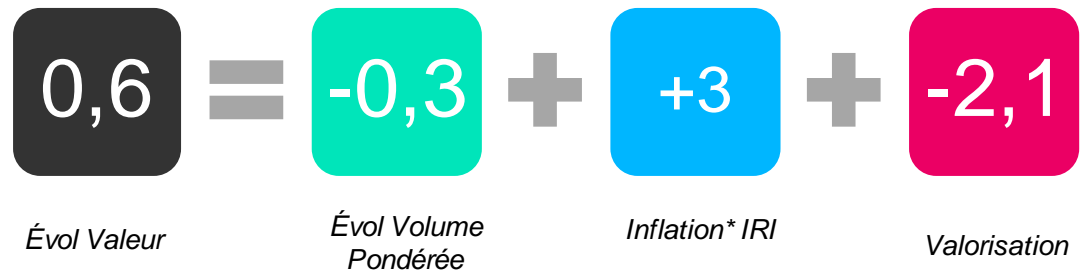 0,6 = -0,3 + +3 + -2,1
Évol Valeur
Évol Volume
Pondérée
Inflation* IRI
Valorisation